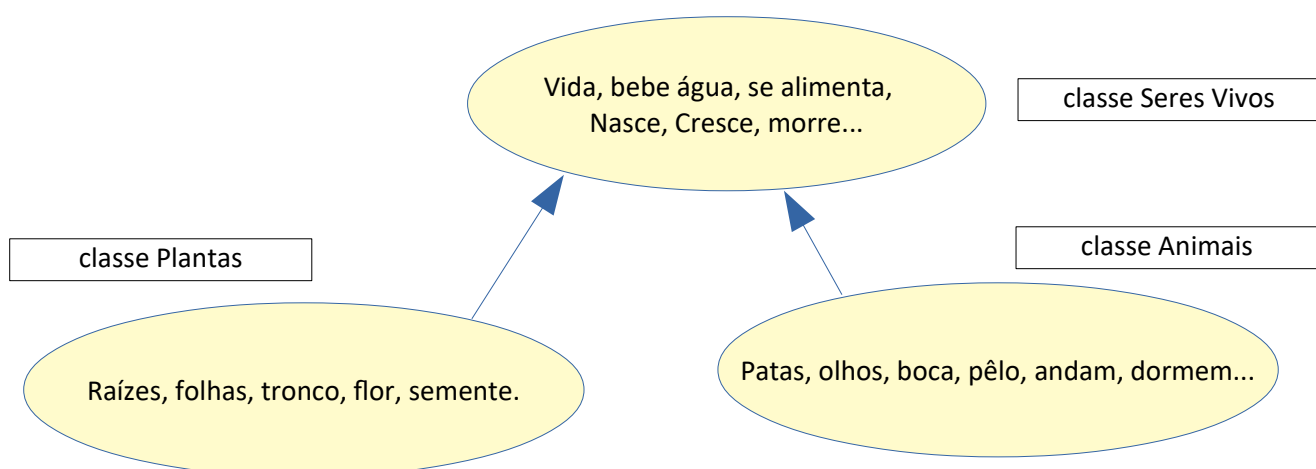 Vida, bebe água, se alimenta,
Nasce, Cresce, morre...
classe Seres Vivos
classe Plantas
classe Animais
Raízes, folhas, tronco, flor, semente.
Patas, olhos, boca, pêlo, andam, dormem...